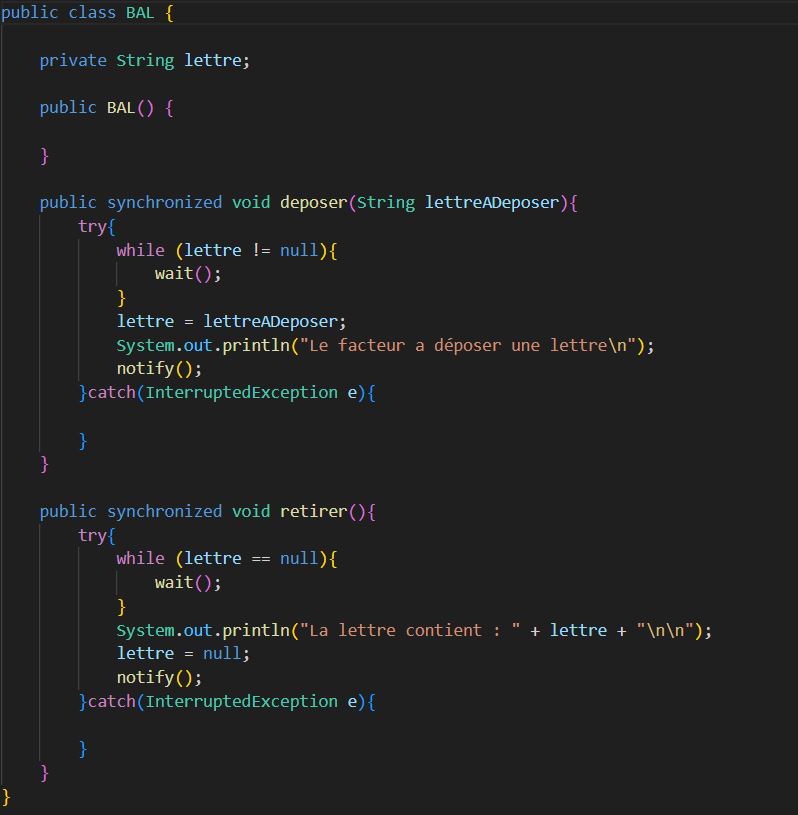 public class BAL {
private String lettre;
public BAL() {
}
public synchronized void deposer(String lettreADeposer){
try{
while (lettre != null){
wait();
}
lettre = lettreADeposer;
System.out.println("Le facteur a déposer une lettre\n");
notify();
}catch(InterruptedException e){
}
}
public synchronized void retirer(){
try{
while (lettre == null){
wait();
}
System.out.println("La lettre contient : " + lettre + "\n\n");
lettre = null;
notify();
}catch(InterruptedException e){
}
}
}